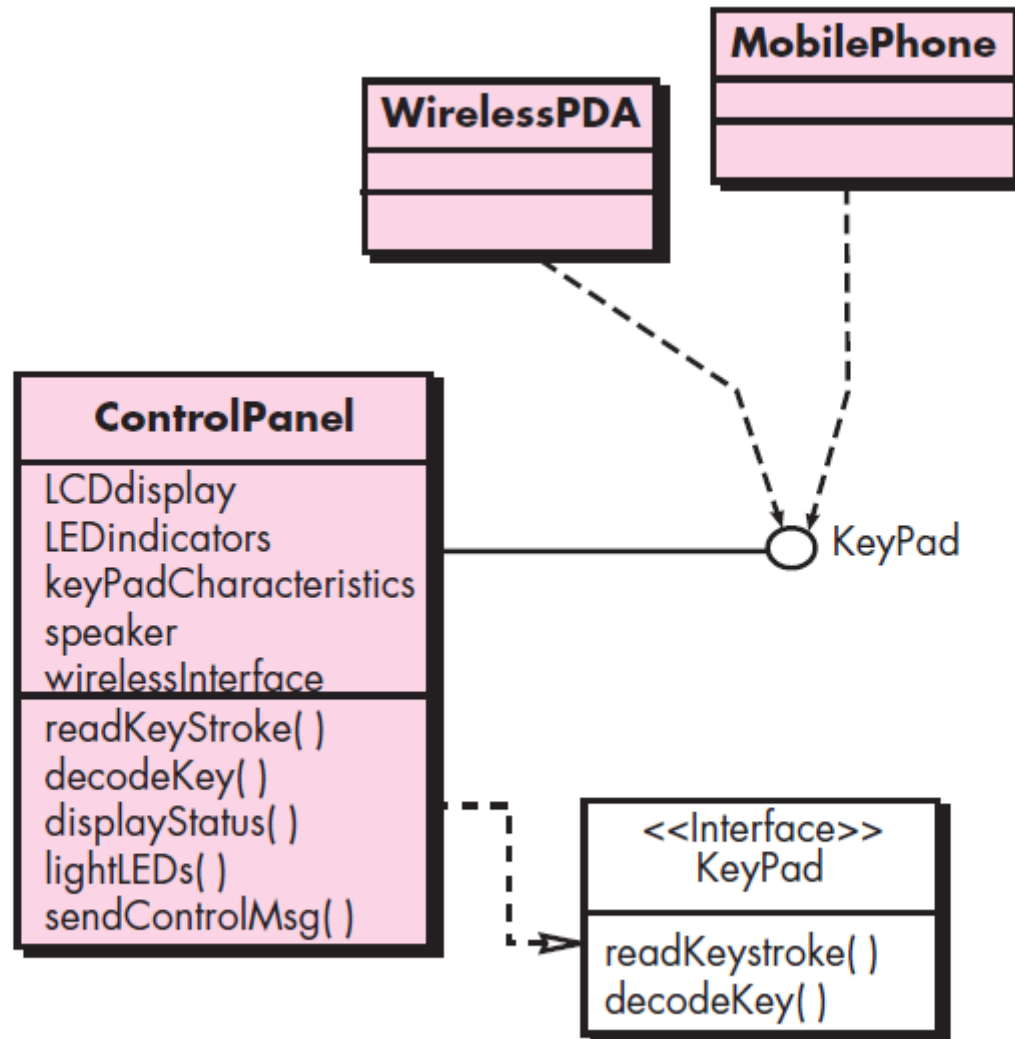 MobilePhone
WirelessPDA
ControlPanel
LCDdisplay
LEDindicators
keyPadCharacteristics
speaker
wirelessInterface
readKeyStroke( )
decodeKey( )
displayStatus( )
lightLEDs( )
sendControlMsg( )
KeyPad
<<Interface>>
KeyPad
readKeystroke( )
decodeKey( )